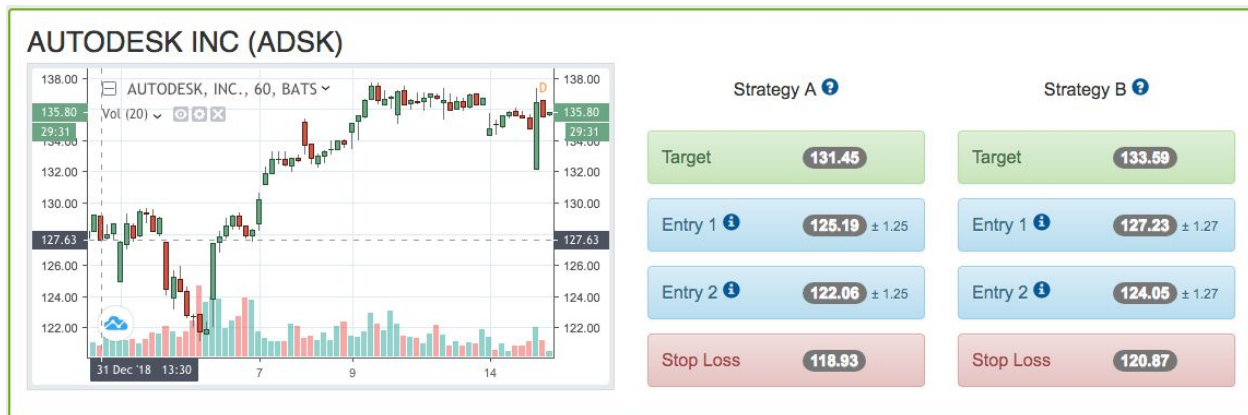 AUTODESK INC (ADSK)
AUTODESK, INC., 60, BATS
Vol (20)
D
138.00
135.80
29:31
134.00
132.00
130.00
127.63
126.00
124.00
122.00
138.00
135.80
29:31
134.00
132.00
130.00
127.63
126.00
124.00
122.00
31 Dec '18 13:30
7
9
14
Strategy A ?
Target 131.45
Entry 1 i 125.19 ± 1.25
Entry 2 i 122.06 ± 1.25
Stop Loss 118.93
Strategy B ?
Target 133.59
Entry 1 i 127.23 ± 1.27
Entry 2 i 124.05 ± 1.27
Stop Loss 120.87